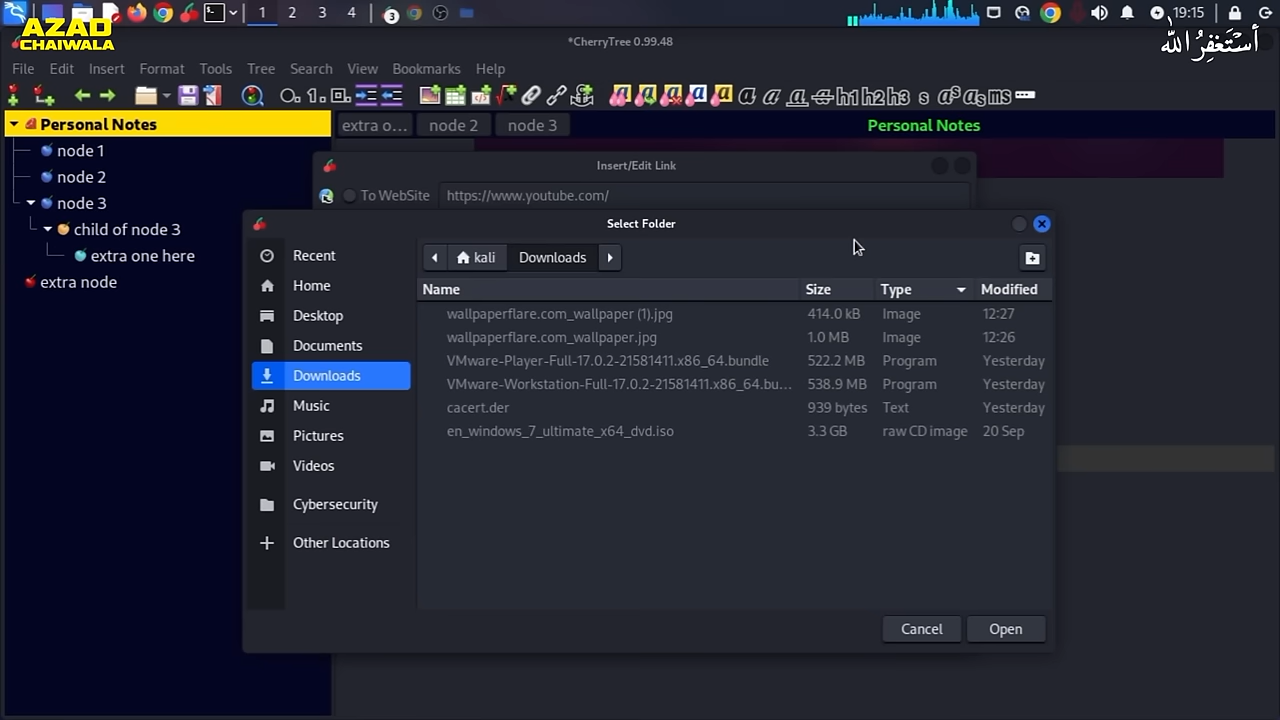 1 2 3 4 3 19:15
AZAD
CHAIWALA
*CherryTree 0.99.48
أستغفر الله
File Edit Insert Format Tools Tree Search View Bookmarks Help
h1 h2 h3 s ms
Personal Notes
extra o... node 2 node 3 Personal Notes
node 1
node 2
node 3
child of node 3
extra one here
extra node
Insert/Edit Link
To WebSite https://www.youtube.com/
Select Folder
Recent
Home
Desktop
Documents
Downloads
Music
Pictures
Videos
Cybersecurity
Other Locations
kali Downloads
Name Size Type Modified
wallpaperflare.com_wallpaper (1).jpg 414.0 kB Image 12:27
wallpaperflare.com_wallpaper.jpg 1.0 MB Image 12:26
VMware-Player-Full-17.0.2-21581411.x86_64.bundle 522.2 MB Program Yesterday
VMware-Workstation-Full-17.0.2-21581411.x86_64.bu... 538.9 MB Program Yesterday
cacert.der 939 bytes Text Yesterday
en_windows_7_ultimate_x64_dvd.iso 3.3 GB raw CD image 20 Sep
Cancel Open